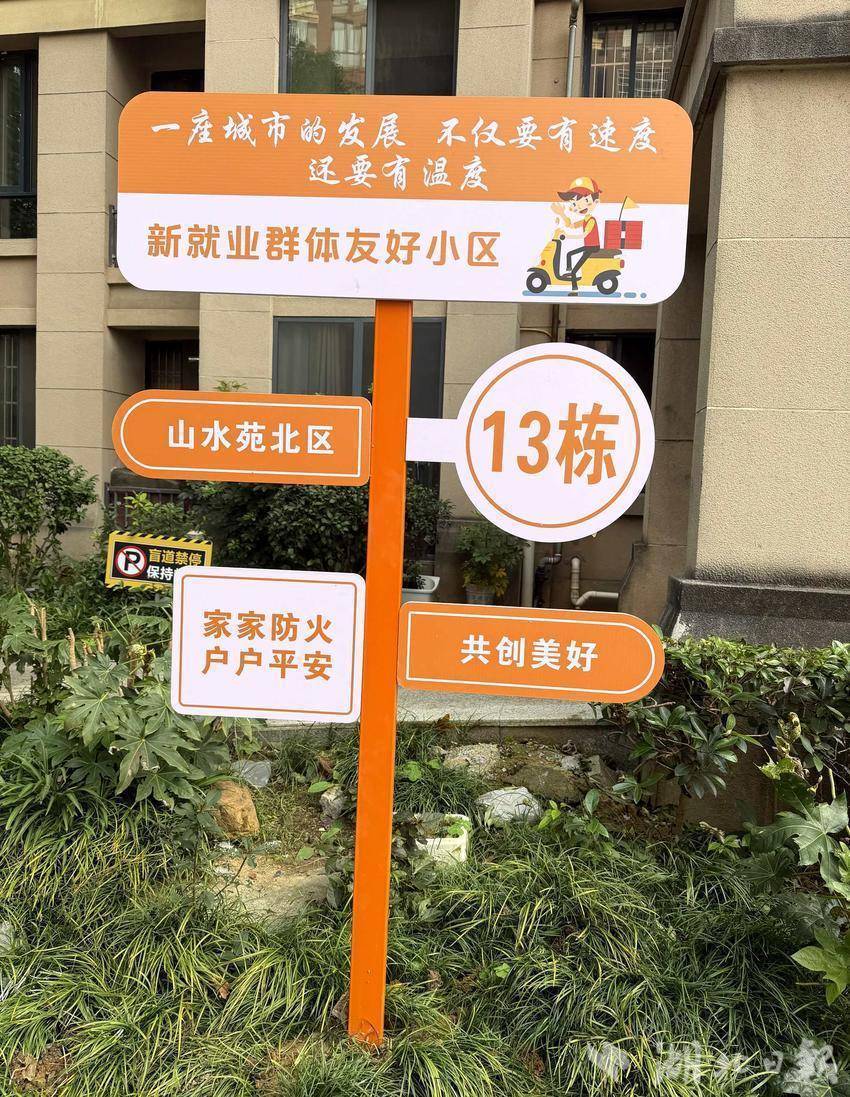 一座城市的发展 不仅要有速度
还要有温度
新就业群体友好小区
山水苑北区
13栋
P
盲道禁停
保持
家家防火
户户平安
共创美好
湖北日报